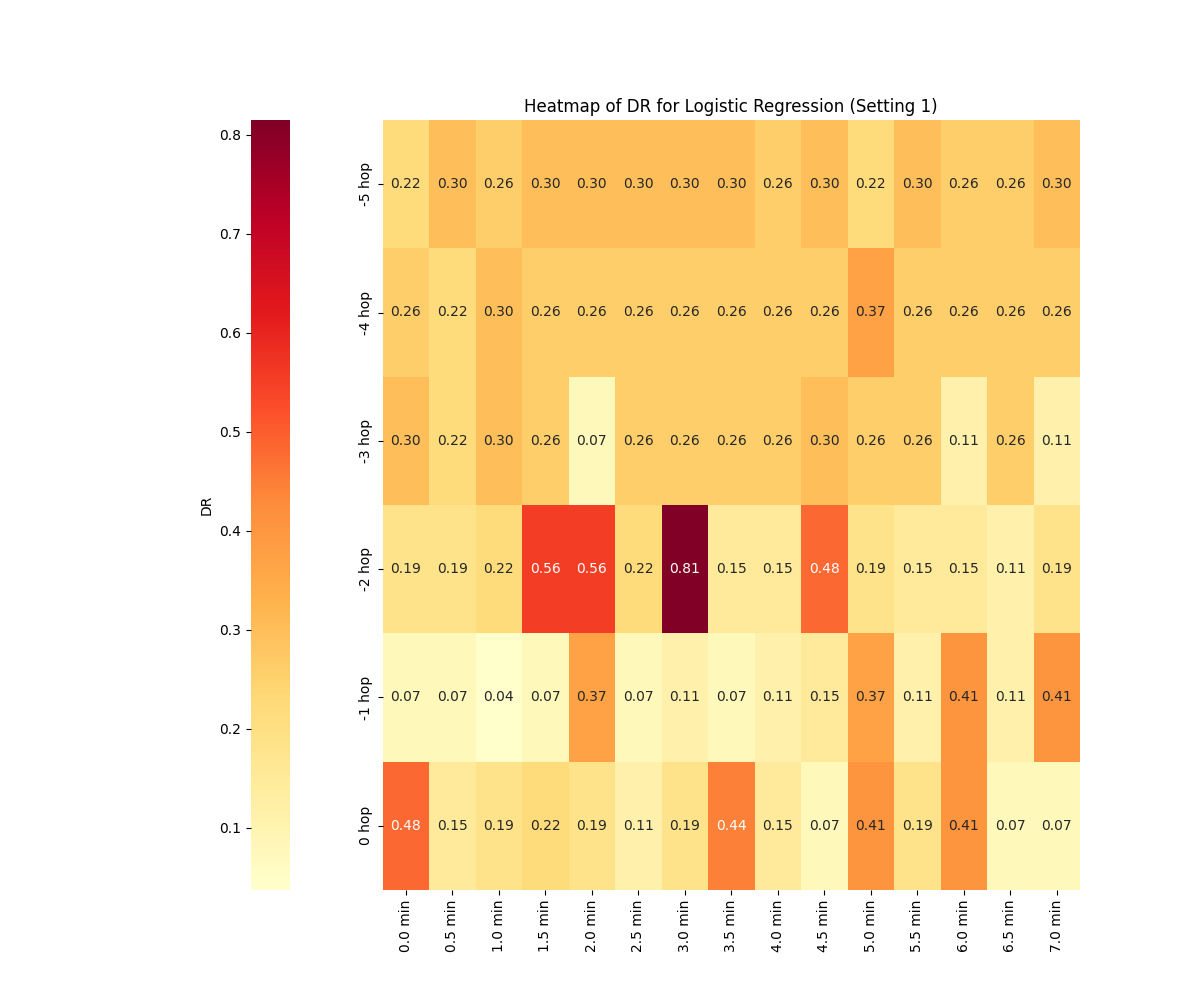 Heatmap of DR for Logistic Regression (Setting 1)
DR
0.8
0.7
0.6
0.5
0.4
0.3
0.2
0.1
-5 hop 0.22 0.30 0.26 0.30 0.30 0.30 0.30 0.30 0.26 0.30 0.22 0.30 0.26 0.26 0.30
-4 hop 0.26 0.22 0.30 0.26 0.26 0.26 0.26 0.26 0.26 0.26 0.37 0.26 0.26 0.26 0.26
-3 hop 0.30 0.22 0.30 0.26 0.07 0.26 0.26 0.26 0.26 0.30 0.26 0.26 0.11 0.26 0.11
-2 hop 0.19 0.19 0.22 0.56 0.56 0.22 0.81 0.15 0.15 0.48 0.19 0.15 0.15 0.11 0.19
-1 hop 0.07 0.07 0.04 0.07 0.37 0.07 0.11 0.07 0.11 0.15 0.37 0.11 0.41 0.11 0.41
0 hop 0.48 0.15 0.19 0.22 0.19 0.11 0.19 0.44 0.15 0.07 0.41 0.19 0.41 0.07 0.07
0.0 min 0.5 min 1.0 min 1.5 min 2.0 min 2.5 min 3.0 min 3.5 min 4.0 min 4.5 min 5.0 min 5.5 min 6.0 min 6.5 min 7.0 min